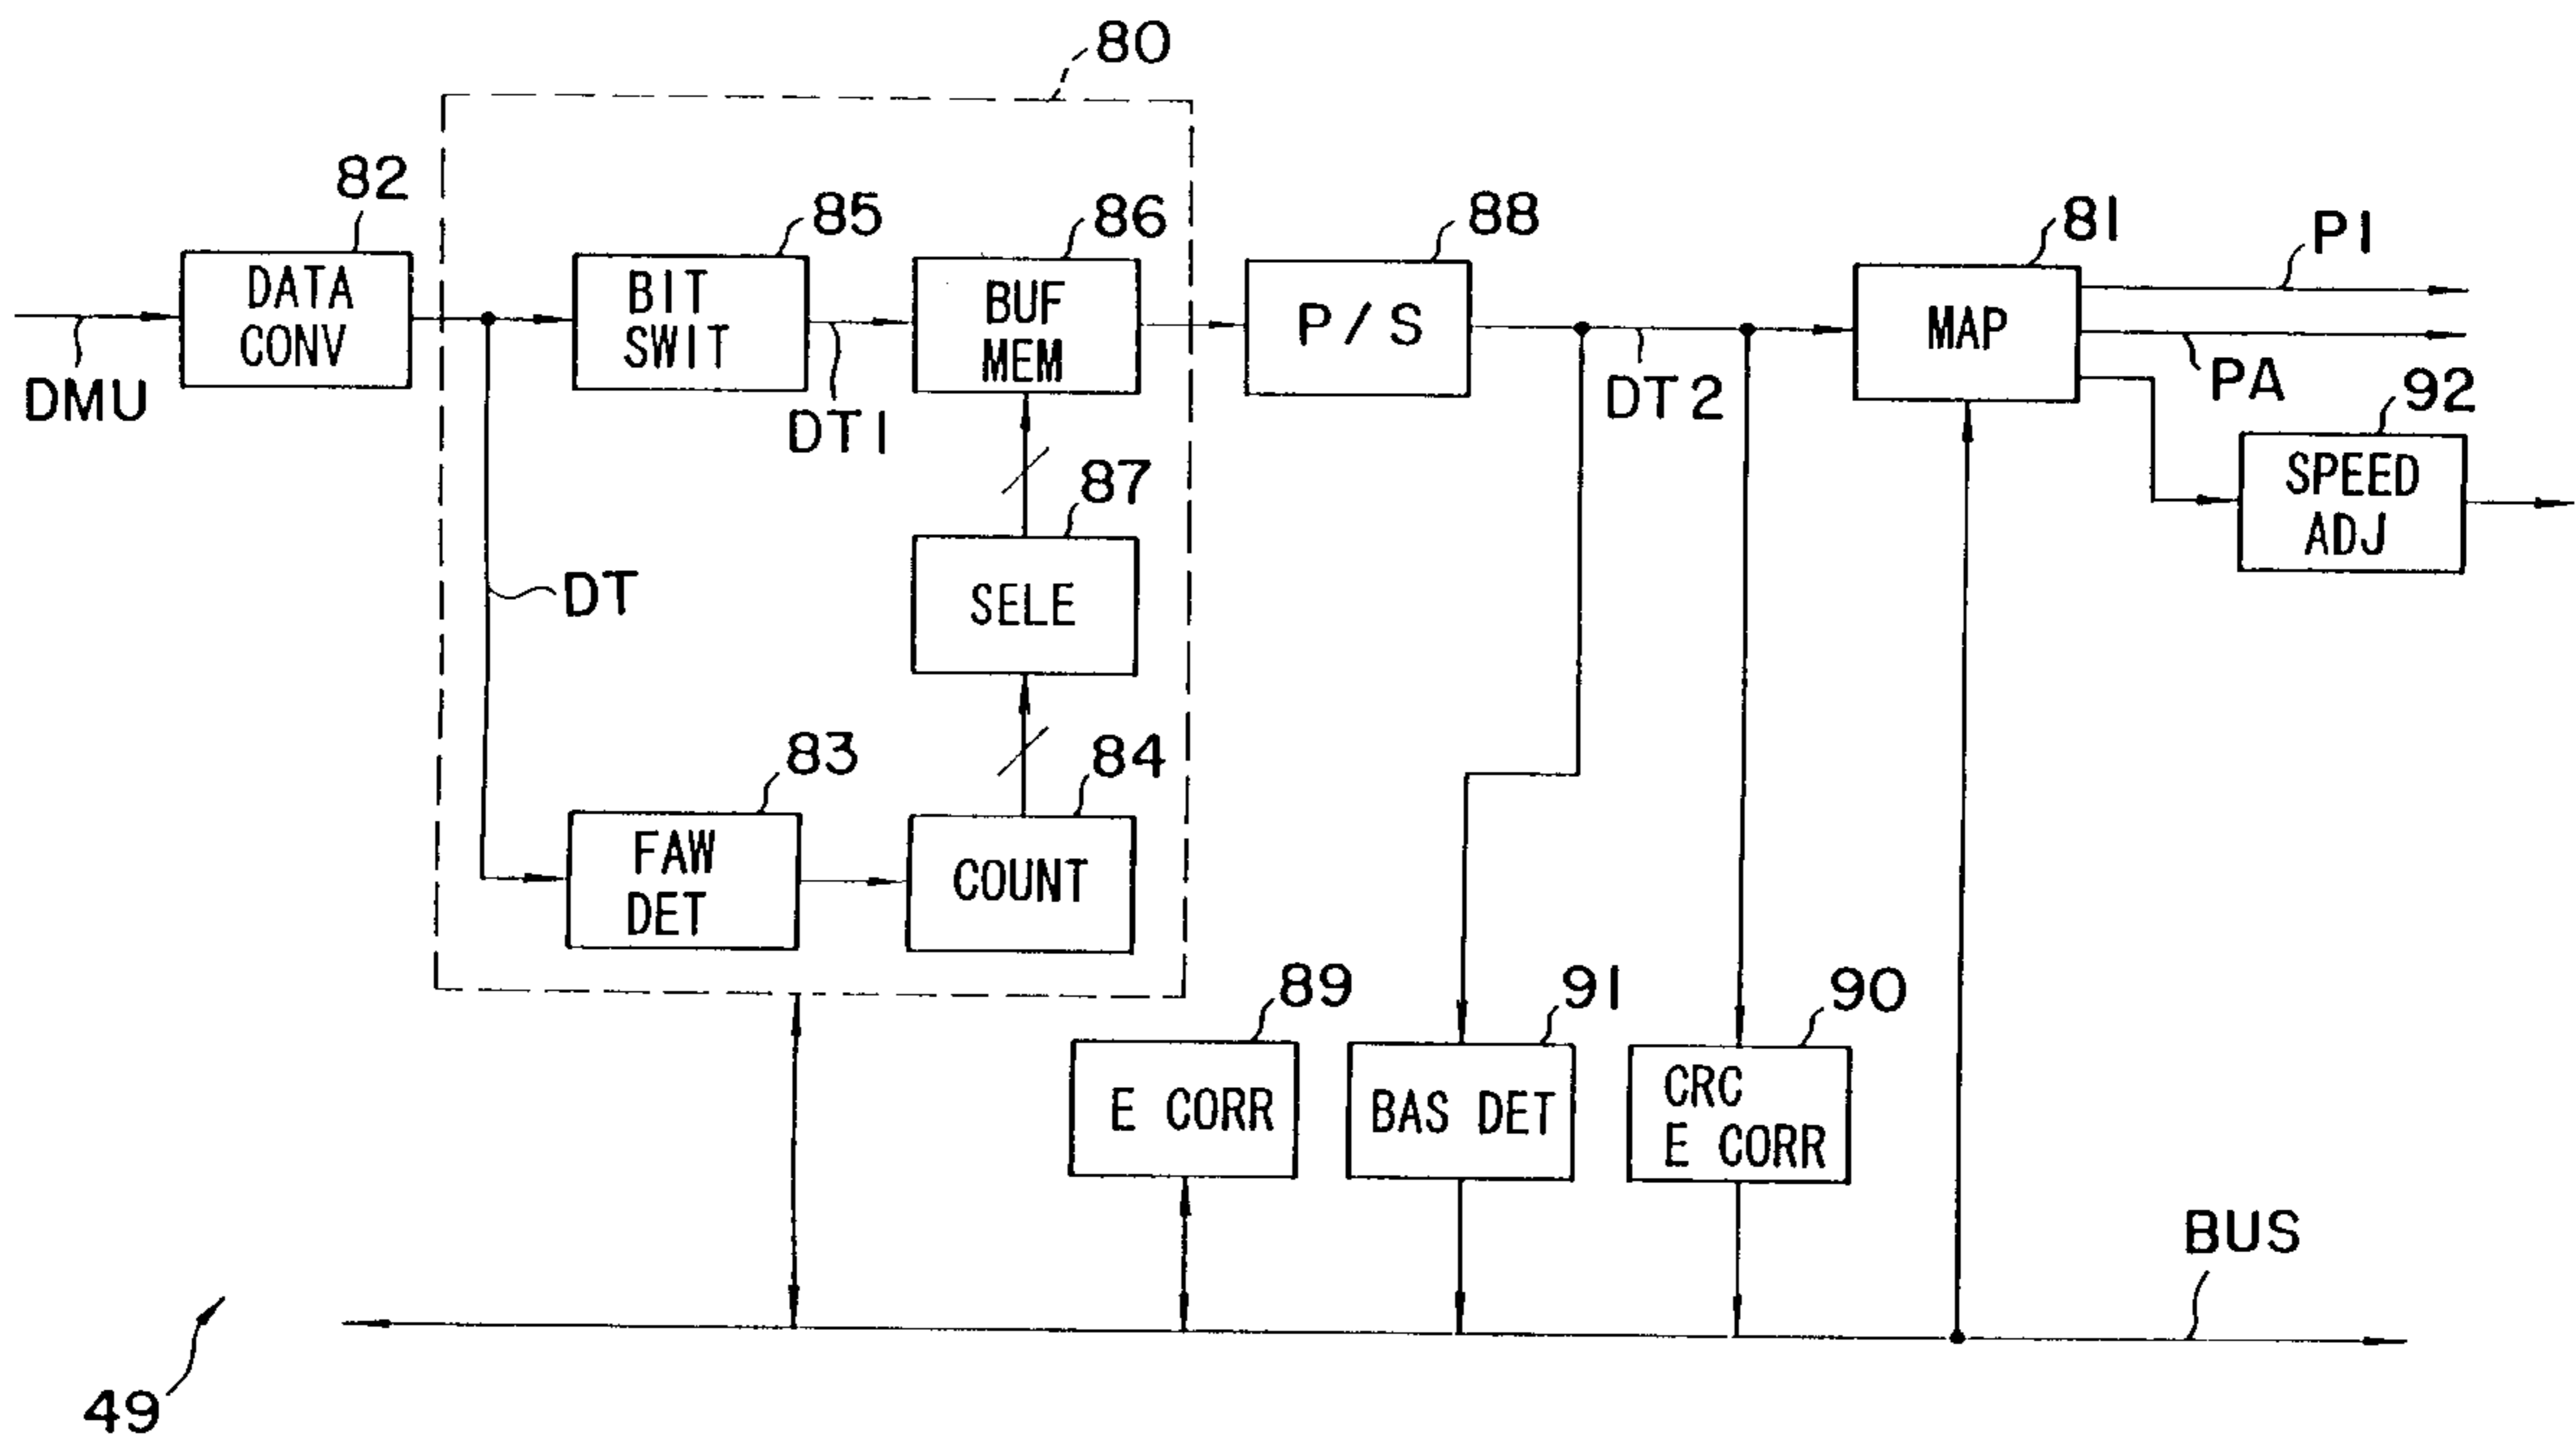 80
82
85
86
88
81
PI
DATA
CONV
BIT
SWIT
BUF
MEM
P/S
MAP
DMU
DT1
DT2
PA
92
87
SPEED
ADJ
SELE
DT
83
84
FAW
DET
COUNT
89
91
90
E CORR
BAS DET
CRC
E CORR
BUS
49